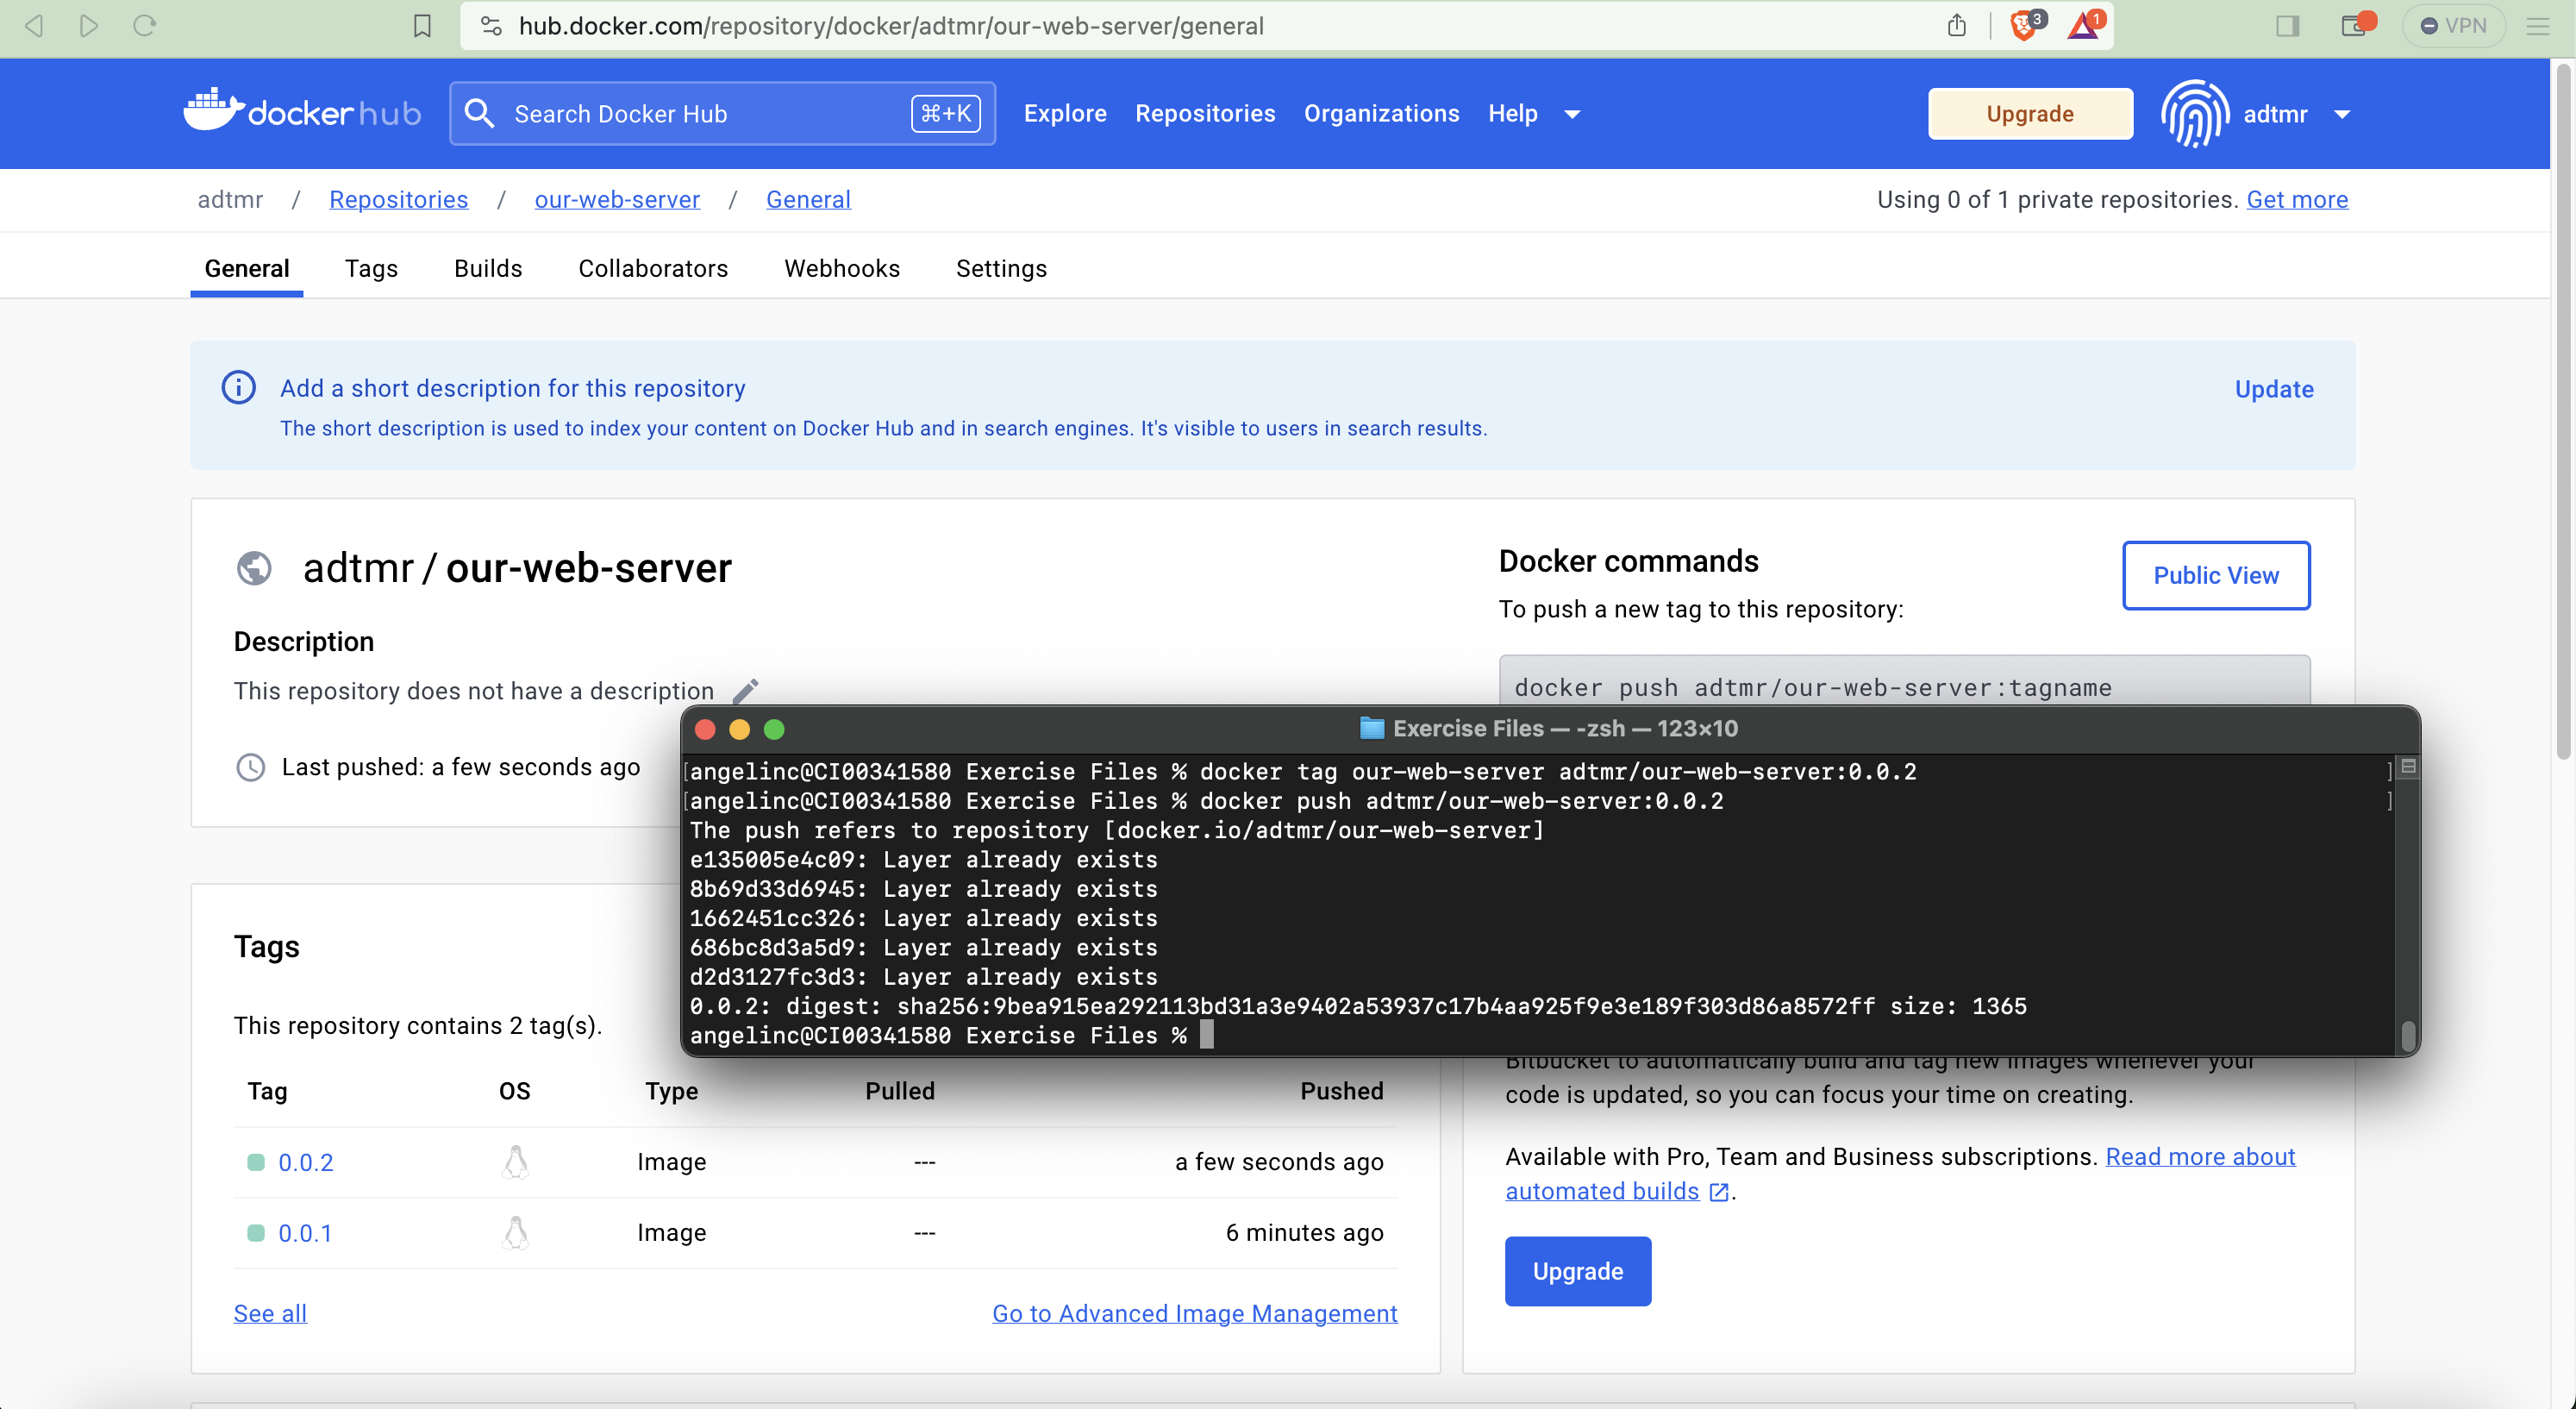 hub.docker.com/repository/docker/adtmr/our-web-server/general
3
1
VPN
docker hub
Search Docker Hub
⌘+K
Explore
Repositories
Organizations
Help
Upgrade
adtmr
adtmr / Repositories / our-web-server / General
Using 0 of 1 private repositories. Get more
General
Tags
Builds
Collaborators
Webhooks
Settings
Add a short description for this repository
Update
The short description is used to index your content on Docker Hub and in search engines. It's visible to users in search results.
adtmr / our-web-server
Description
This repository does not have a description
Last pushed: a few seconds ago
Docker commands
Public View
To push a new tag to this repository:
docker push adtmr/our-web-server:tagname
Exercise Files — -zsh — 123×10
[angelinc@CI00341580 Exercise Files % docker tag our-web-server adtmr/our-web-server:0.0.2 ]
[angelinc@CI00341580 Exercise Files % docker push adtmr/our-web-server:0.0.2 ]
The push refers to repository [docker.io/adtmr/our-web-server]
e135005e4c09: Layer already exists
8b69d33d6945: Layer already exists
1662451cc326: Layer already exists
686bc8d3a5d9: Layer already exists
d2d3127fc3d3: Layer already exists
0.0.2: digest: sha256:9bea915ea292113bd31a3e9402a53937c17b4aa925f9e3e189f303d86a8572ff size: 1365
angelinc@CI00341580 Exercise Files %
Tags
This repository contains 2 tag(s).
Tag OS Type Pulled Pushed
0.0.2 Image --- a few seconds ago
0.0.1 Image --- 6 minutes ago
See all
Go to Advanced Image Management
Bitbucket to automatically build and tag new images whenever your
code is updated, so you can focus your time on creating.
Available with Pro, Team and Business subscriptions. Read more about
automated builds .
Upgrade